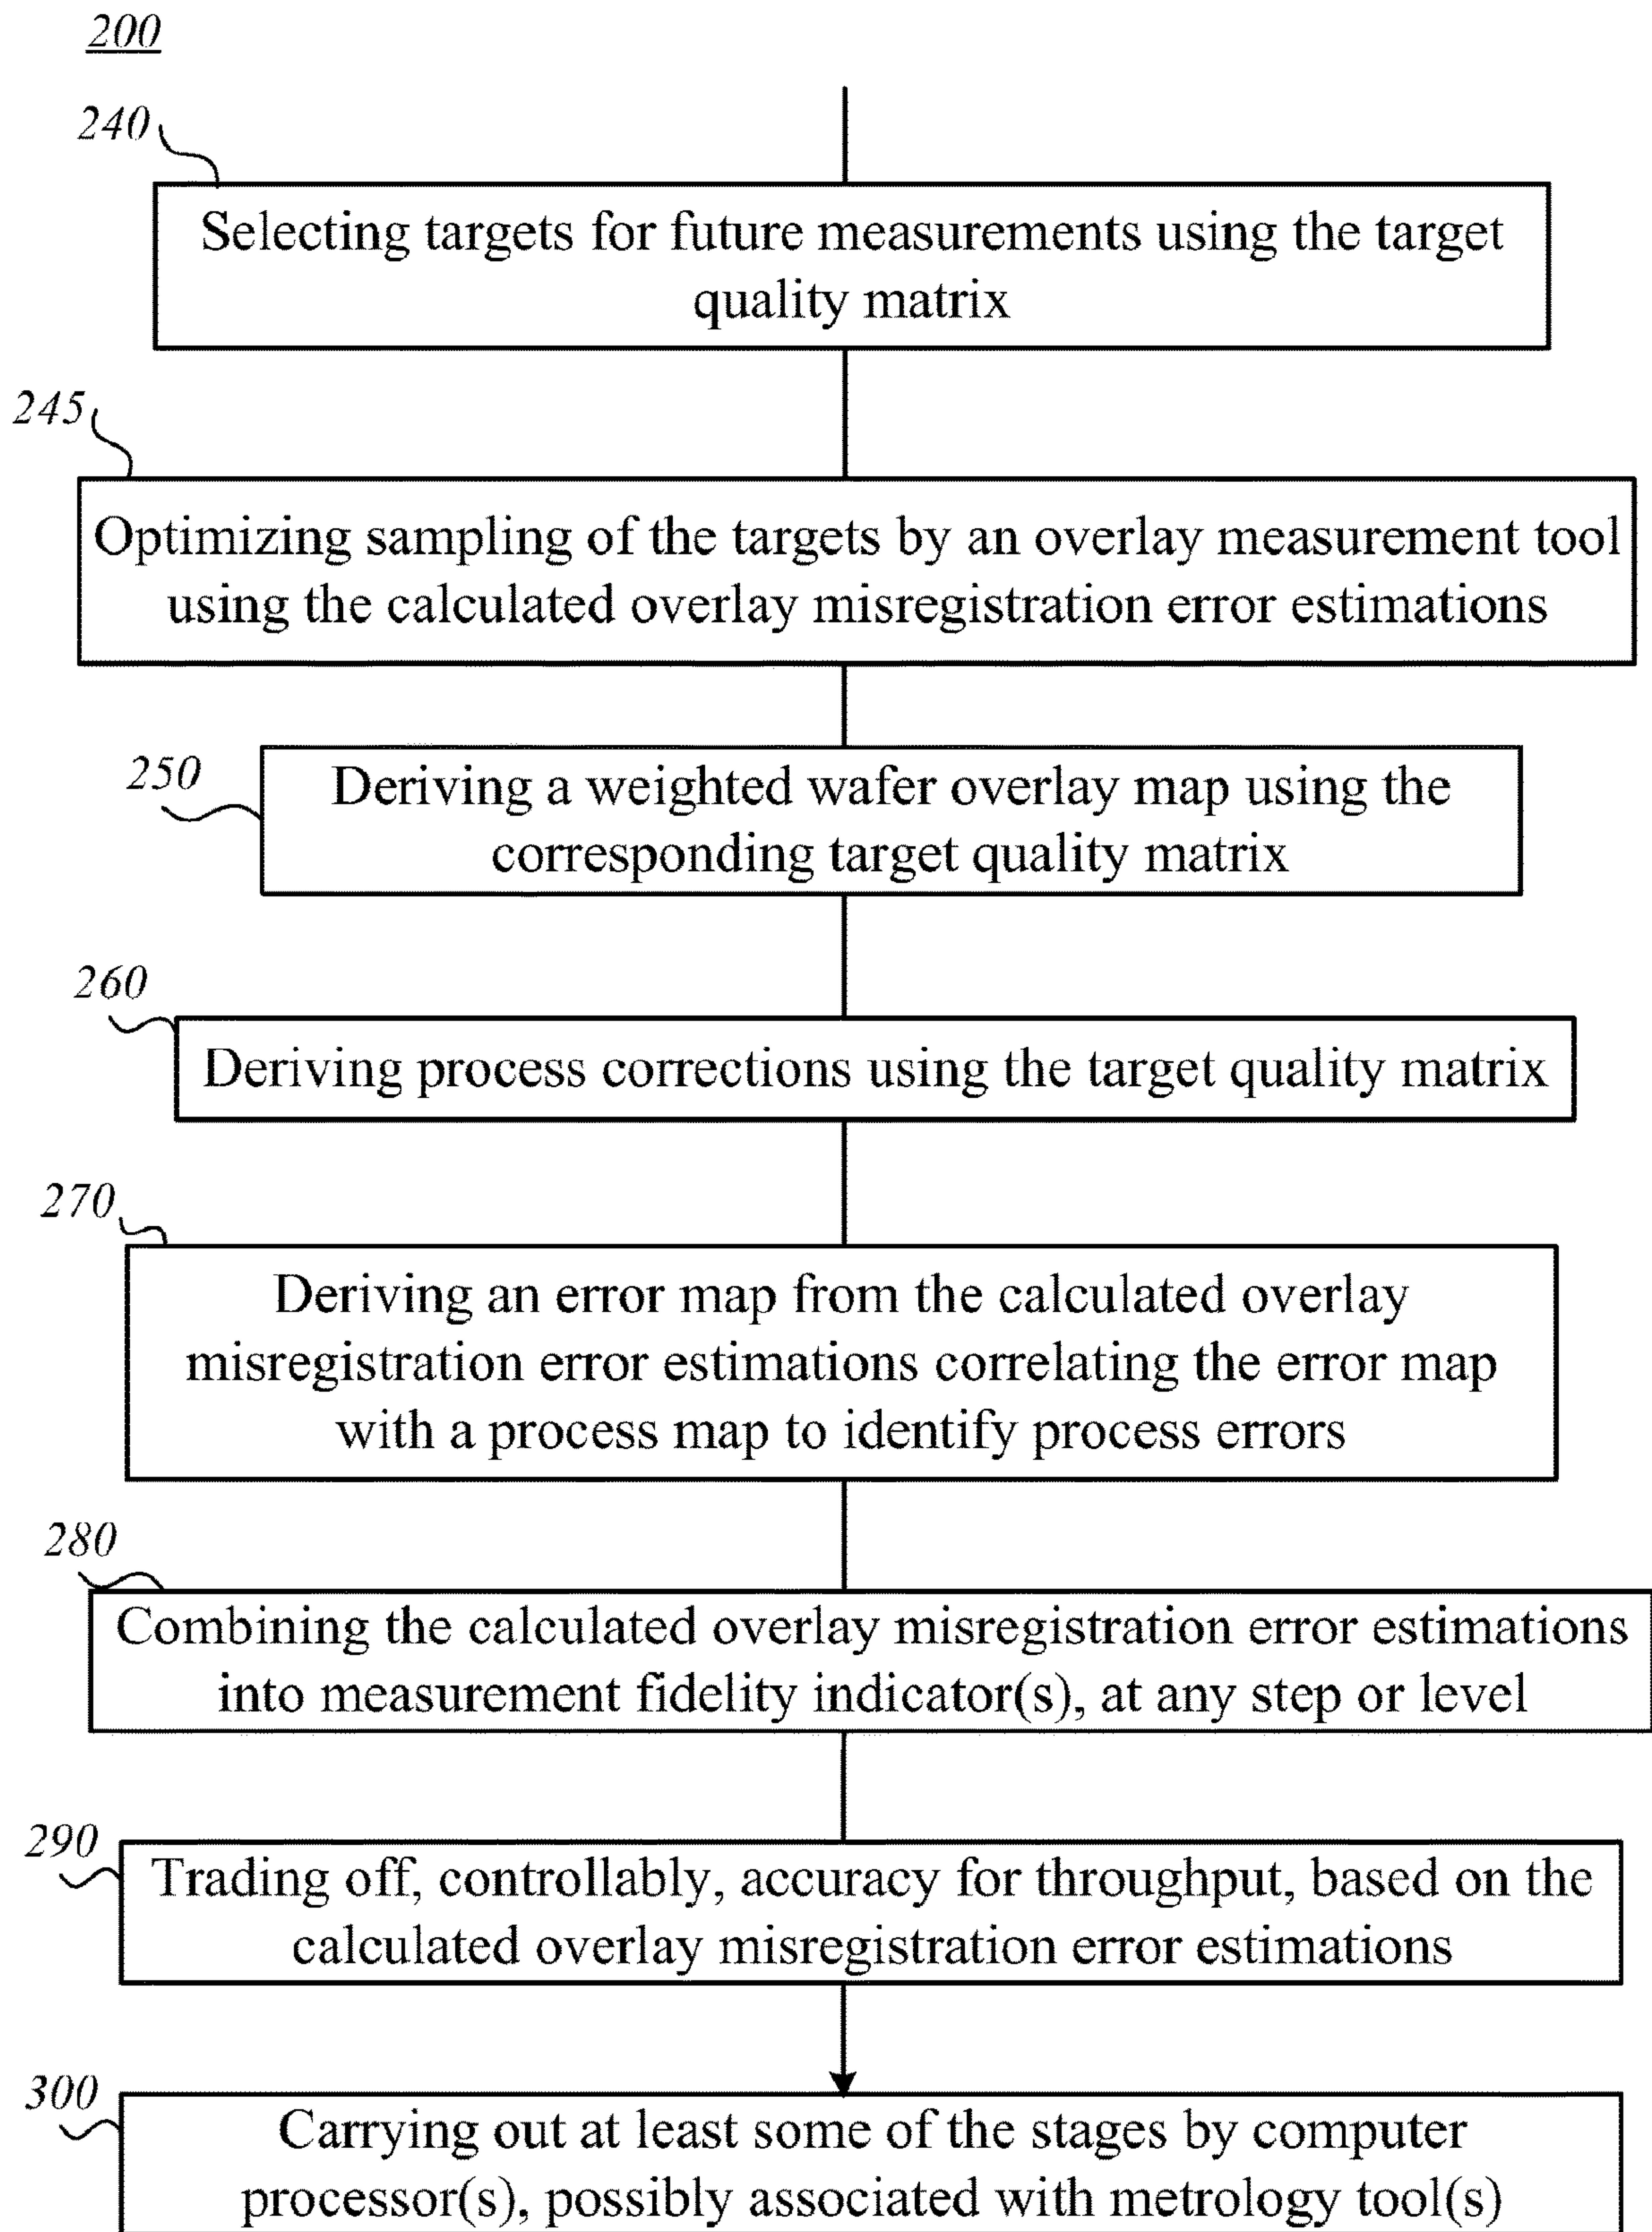 200
240
Selecting targets for future measurements using the target
quality matrix
245
Optimizing sampling of the targets by an overlay measurement tool
using the calculated overlay misregistration error estimations
250
Deriving a weighted wafer overlay map using the
corresponding target quality matrix
260
Deriving process corrections using the target quality matrix
270
Deriving an error map from the calculated overlay
misregistration error estimations correlating the error map
with a process map to identify process errors
280
Combining the calculated overlay misregistration error estimations
into measurement fidelity indicator(s), at any step or level
290
Trading off, controllably, accuracy for throughput, based on the
calculated overlay misregistration error estimations
300
Carrying out at least some of the stages by computer
processor(s), possibly associated with metrology tool(s)